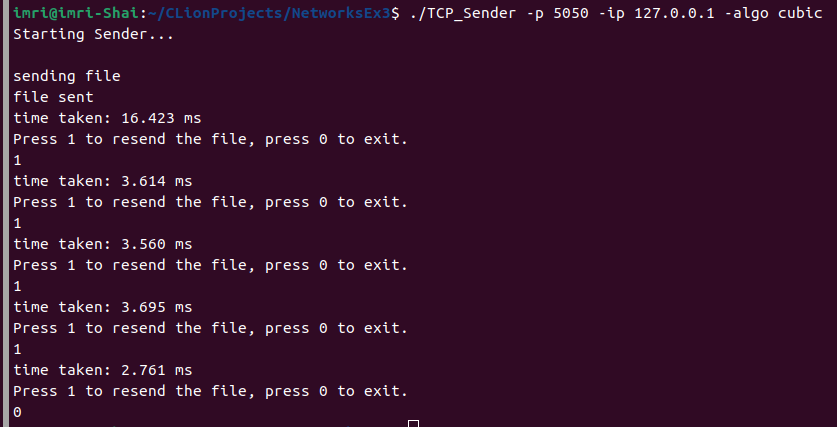 imri@imri-Shai:~/CLionProjects/NetworksEx3$ ./TCP_Sender -p 5050 -ip 127.0.0.1 -algo cubic
Starting Sender...
sending file
file sent
time taken: 16.423 ms
Press 1 to resend the file, press 0 to exit.
1
time taken: 3.614 ms
Press 1 to resend the file, press 0 to exit.
1
time taken: 3.560 ms
Press 1 to resend the file, press 0 to exit.
1
time taken: 3.695 ms
Press 1 to resend the file, press 0 to exit.
1
time taken: 2.761 ms
Press 1 to resend the file, press 0 to exit.
0